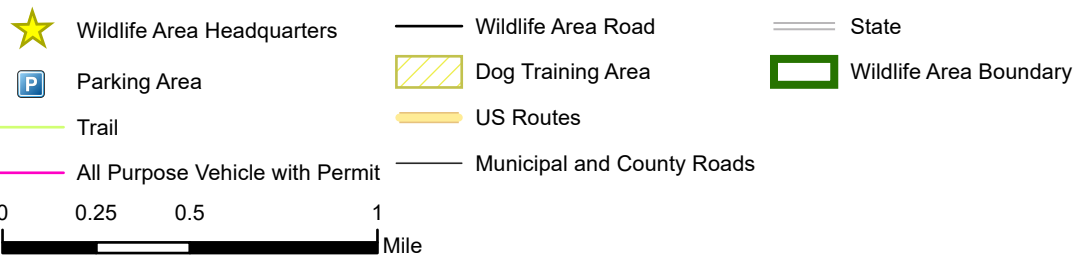 Wildlife Area Headquarters
P
Parking Area
Trail
All Purpose Vehicle with Permit
Wildlife Area Road
Dog Training Area
US Routes
Municipal and County Roads
State
Wildlife Area Boundary
0 0.25 0.5 1
Mile